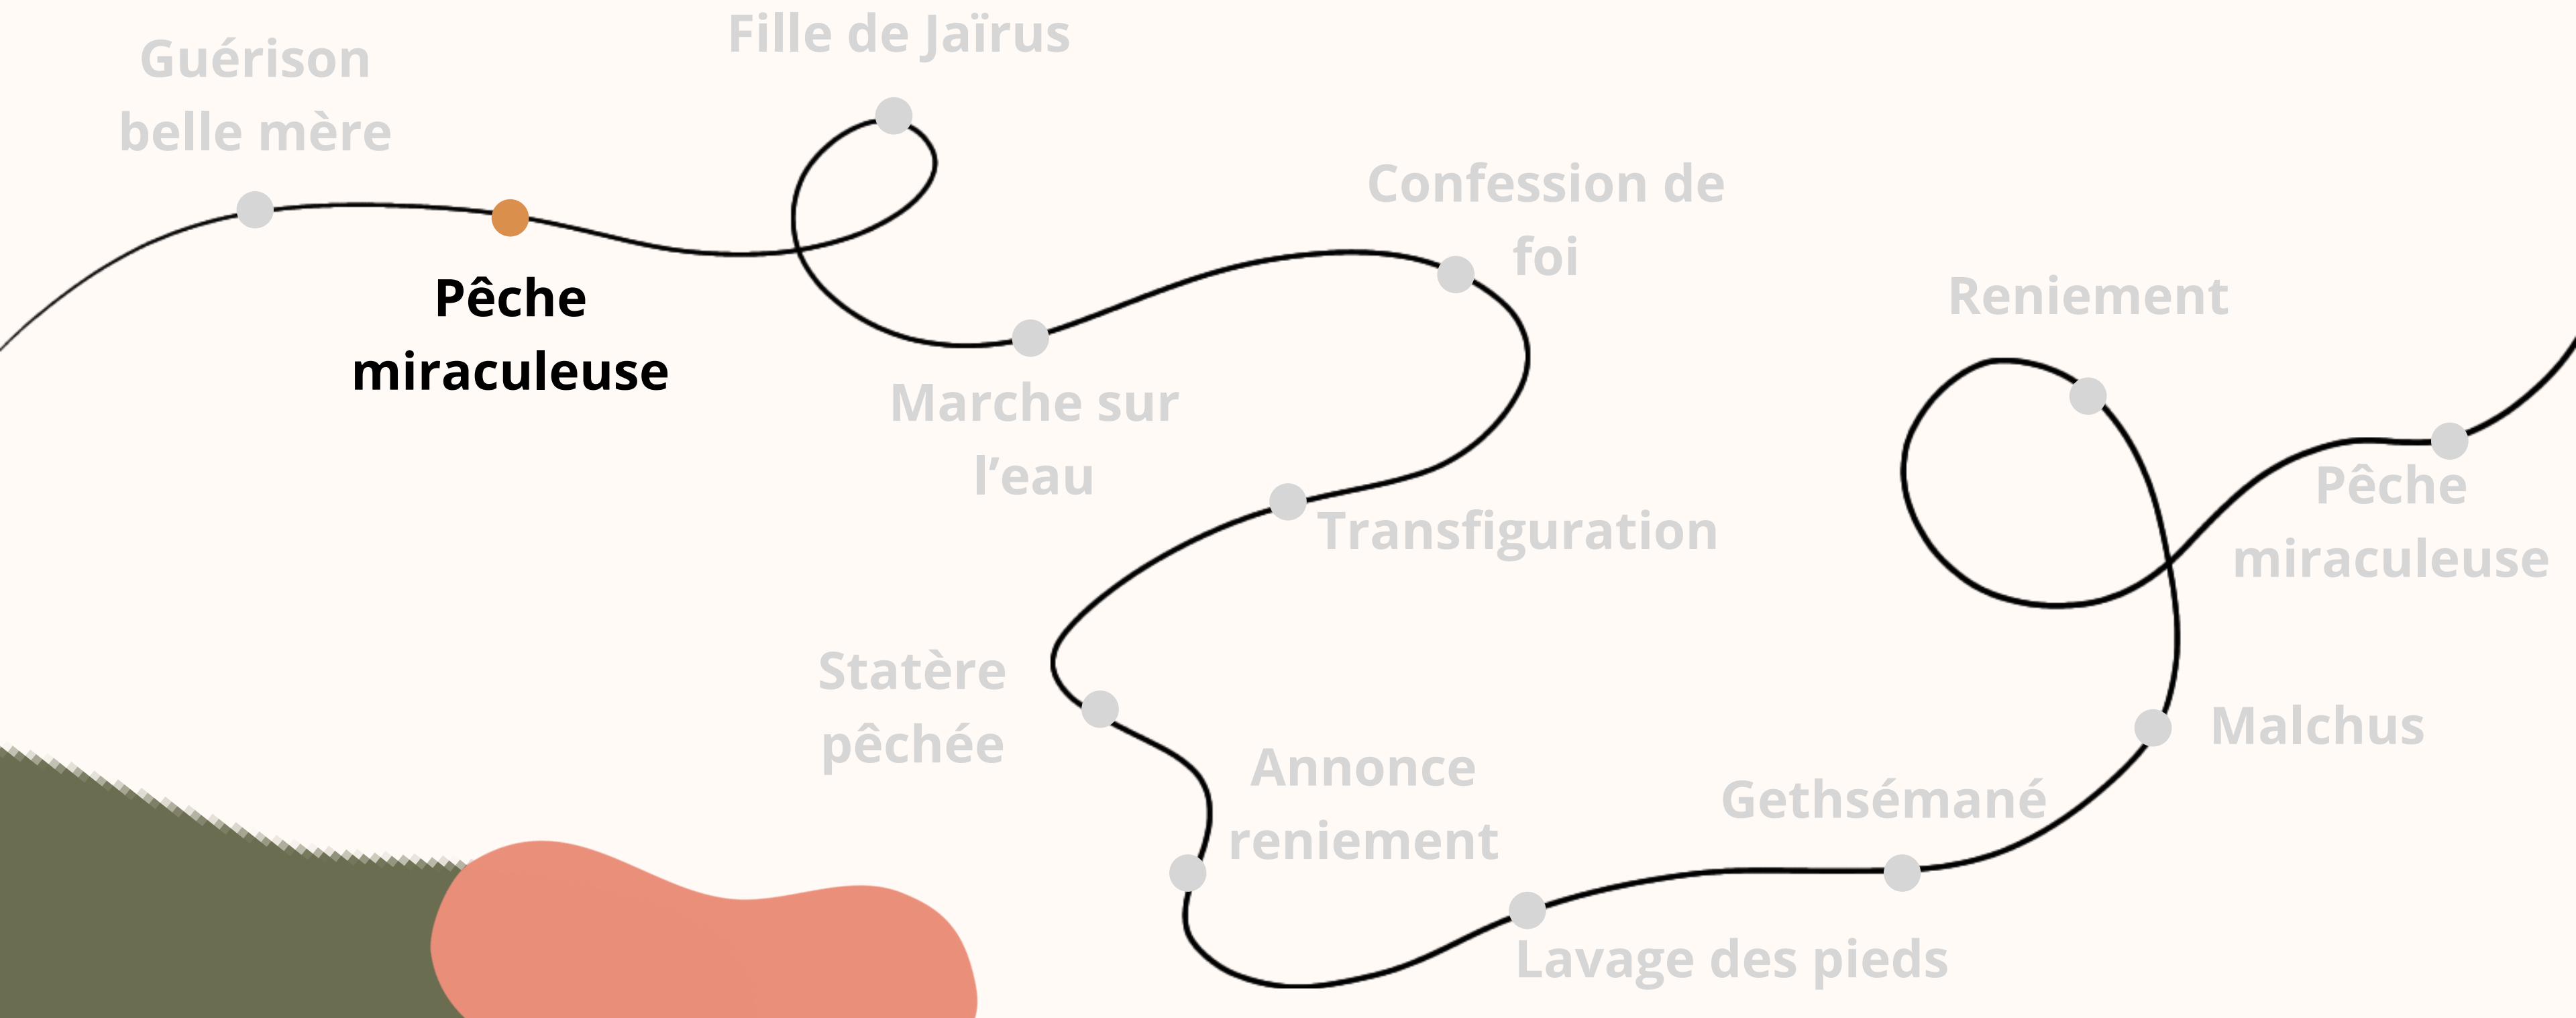 Guérison
belle mère
Pêche
miraculeuse
Fille de Jaïrus
Marche sur
l’eau
Confession de
foi
Transfiguration
Statère
pêchée
Annonce
reniement
Lavage des pieds
Gethsémané
Malchus
Reniement
Pêche
miraculeuse